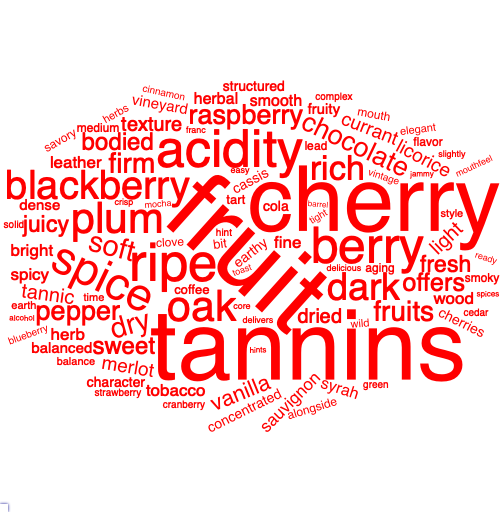 cinnamon
structured
complex
vineyard
herbal
smooth
fruity
mouth
herbs
raspberry
currant
elegant
savory
medium
texture
franc
chocolate
licorice
flavor
bodied
acidity
lead
slightly
leather
firm
easy
cassis
rich
vintage
jammy
mouthfeel
blackberry
cherry
dense
crisp
mocha
tart
cola
barrel
tight
style
solid
juicy
plum
fruit
hint
bit
fine
berry
light
bright
soft
clove
earthy
toast
delicious
aging
fresh
ready
spicy
spice
ripe
dark
offers
smoky
tannic
time
coffee
core
wood
spices
earth
alcohol
pepper
dry
oak
delivers
dried
wild
fruits
cherries
cedar
blueberry
herb
balanced
sweet
tannins
hints
balance
merlot
character
tobacco
vanilla
sauvignon
syrah
green
strawberry
cranberry
concentrated
alongside